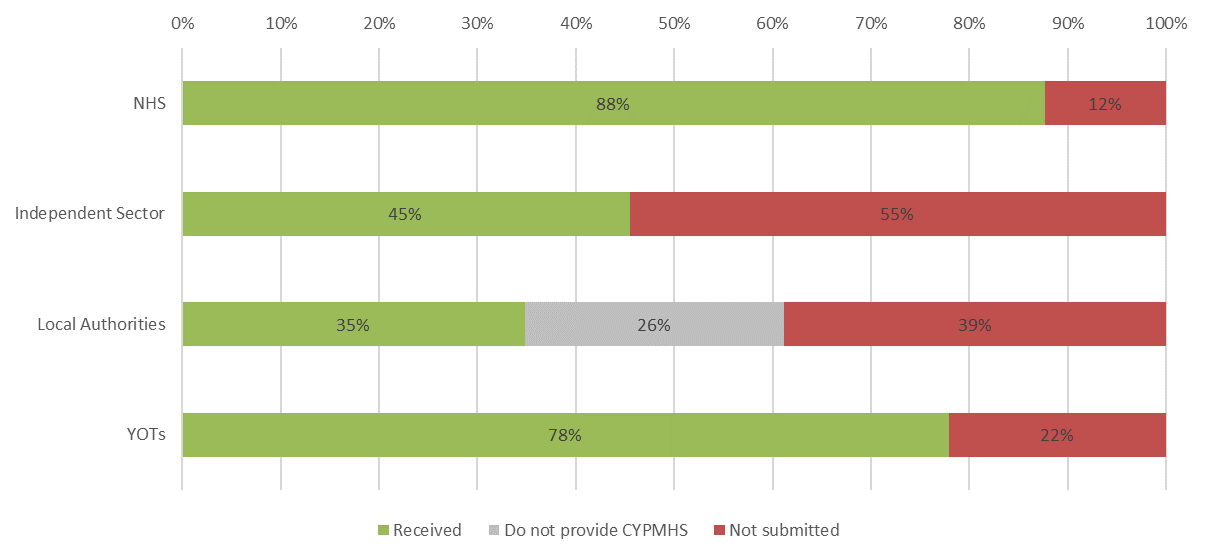 0% 10% 20% 30% 40% 50% 60% 70% 80% 90% 100%
NHS 88% 12%
Independent Sector 45% 55%
Local Authorities 35% 26% 39%
YOTs 78% 22%
Received Do not provide CYPMHS Not submitted